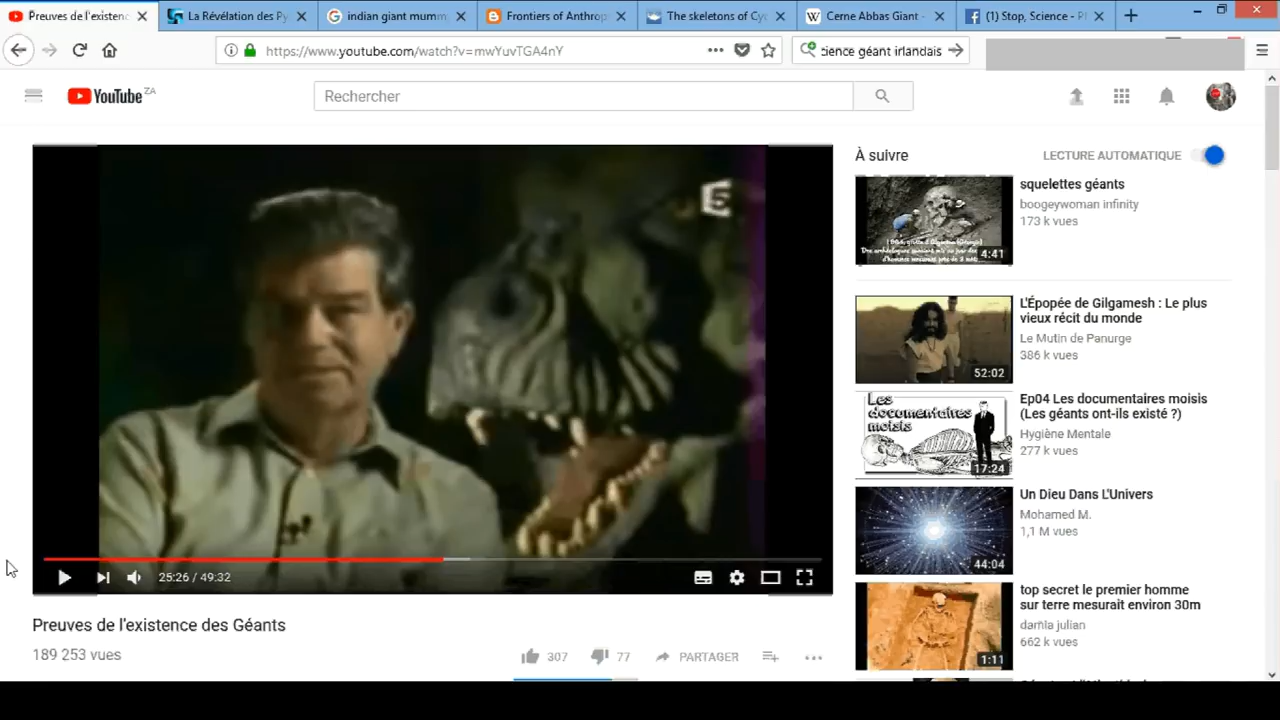 Preuves de l'existenc
La Révélation des Py
indian giant mumm
Frontiers of Anthrop
The skeletons of Cyc
Cerne Abbas Giant -
(1) Stop, Science - P
https://www.youtube.com/watch?v=mwYuvTGA4nY
cience géant irlandais
YouTube ZA
Rechercher
5
25:26 / 49:32
Preuves de l'existence des Géants
189 253 vues
307
77
PARTAGER
À suivre
LECTURE AUTOMATIQUE
4:41
squelettes géants
boogeywoman infinity
173 k vues
52:02
L'Épopée de Gilgamesh : Le plus
vieux récit du monde
Le Mutin de Panurge
386 k vues
Les
documentaires
moisis
17:24
Ep04 Les documentaires moisis
(Les géants ont-ils existé ?)
Hygiène Mentale
277 k vues
44:04
Un Dieu Dans L'Univers
Mohamed M.
1,1 M vues
1:11
top secret le premier homme
sur terre mesurait environ 30m
damla julian
662 k vues